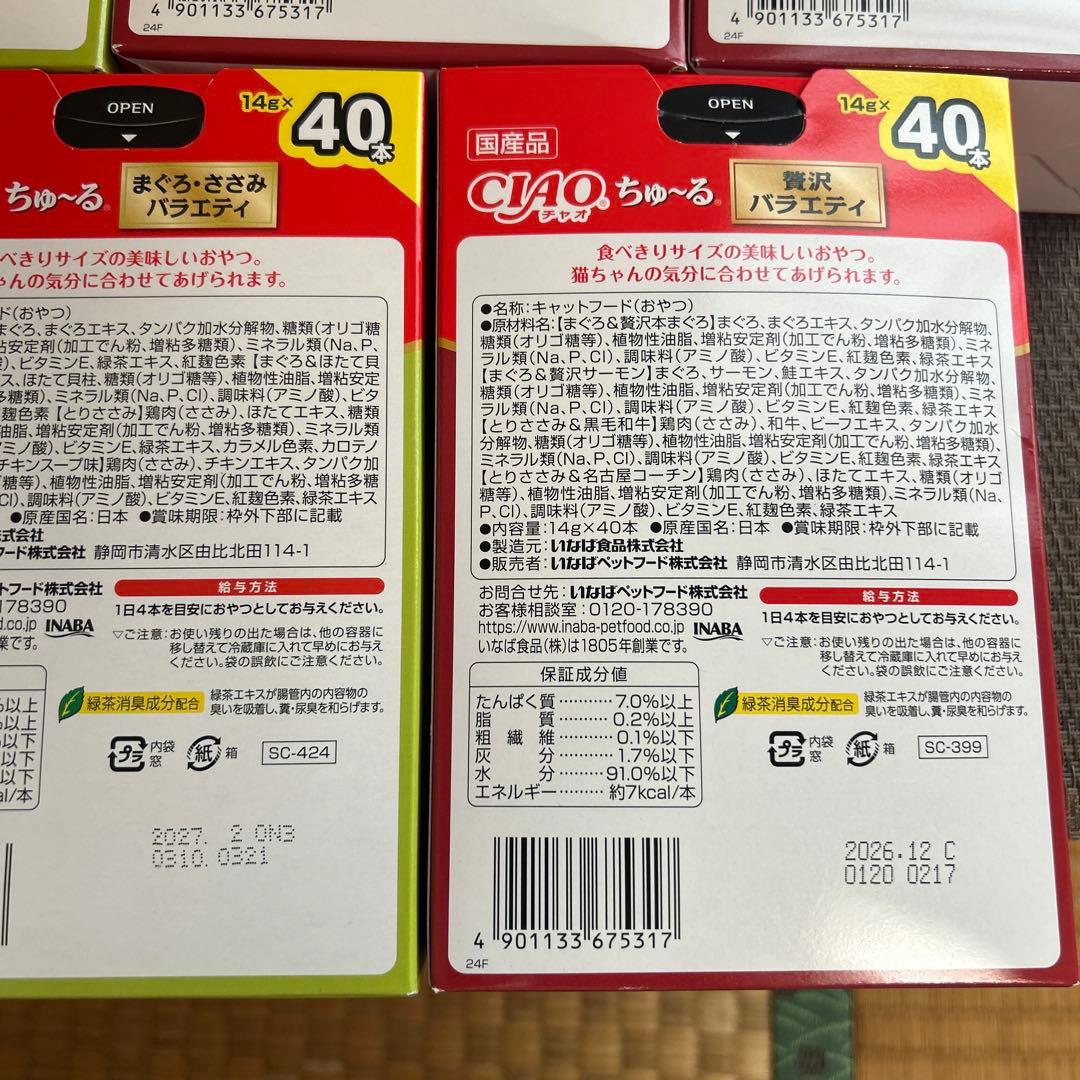 4 901133 675317
24F
4 901133 675317
24F
OPEN
14g×40本
ちゅ～る®
まぐろ・ささみ
バラエティ
べきりサイズの美味しいおやつ。
ゃんの気分に合わせてあげられます。
ド(おやつ)
まぐろ、まぐろエキス、タンパク加水分解物、糖類(オリゴ糖
増粘安定剤(加工でん粉、増粘多糖類)、ミネラル類(Na、P、
、ビタミンE、緑茶エキス、紅麹色素【まぐろ&ほたて貝
ス、ほたて貝柱、糖類(オリゴ糖等)、植物性油脂、増粘安定
多糖類)、ミネラル類(Na、P、Cl)、調味料(アミノ酸)、ビタ
麹色素【とりささみ】鶏肉(ささみ)、ほたてエキス、糖類
油脂、増粘安定剤(加工でん粉、増粘多糖類)、ミネラル類
アミノ酸)、ビタミンE、緑茶エキス、カラメル色素、カロテノ
チキンスープ味】鶏肉(ささみ)、チキンエキス、タンパク加
糖等)、植物性油脂、増粘安定剤(加工でん粉、増粘多糖
Cl)、調味料(アミノ酸)、ビタミンE、紅麹色素、緑茶エキス
●原産国名:日本 ●賞味期限:枠外下部に記載
株式会社
フード株式会社 静岡市清水区由比北田114-1
ットフード株式会社
178390
d.co.jp INABA
業です。
給与方法
1日4本を目安におやつとしてお与えください。
▽ご注意:お使い残りの出た場合は、他の容器に
移し替えて冷蔵庫に入れて早めにお与え
ください。袋の誤飲にご注意ください。
%以上
以上
以下
以下
以下
cal/本
緑茶消臭成分配合
緑茶エキスが腸管内の内容物の
臭いを吸着し、糞・尿臭を和らげます。
プラ 内袋 窓 紙 箱 SC-424
2027. 2 ON3
0310. 0321
OPEN
14g×40本
国産品
CIAO® チャオ ちゅ～る®
贅沢
バラエティ
食べきりサイズの美味しいおやつ。
猫ちゃんの気分に合わせてあげられます。
●名称:キャットフード(おやつ)
●原材料名:【まぐろ&贅沢本まぐろ】まぐろ、まぐろエキス、タンパク加水分解物、
糖類(オリゴ糖等)、植物性油脂、増粘安定剤(加工でん粉、増粘多糖類)、ミネ
ラル類(Na、P、Cl)、調味料(アミノ酸)、ビタミンE、紅麹色素、緑茶エキス
【まぐろ&贅沢サーモン】まぐろ、サーモン、鮭エキス、タンパク加水分解物、
糖類(オリゴ糖等)、植物性油脂、増粘安定剤(加工でん粉、増粘多糖類)、ミネ
ラル類(Na、P、Cl)、調味料(アミノ酸)、ビタミンE、紅麹色素、緑茶エキス
【とりささみ&黒毛和牛】鶏肉(ささみ)、和牛、ビーフエキス、タンパク加水
分解物、糖類(オリゴ糖等)、植物性油脂、増粘安定剤(加工でん粉、増粘多糖類)、
ミネラル類(Na、P、Cl)、調味料(アミノ酸)、ビタミンE、紅麹色素、緑茶エキス
【とりささみ&名古屋コーチン】鶏肉(ささみ)、ほたてエキス、糖類(オリゴ
糖等)、植物性油脂、増粘安定剤(加工でん粉、増粘多糖類)、ミネラル類(Na、
P、Cl)、調味料(アミノ酸)、ビタミンE、紅麹色素、緑茶エキス
●内容量:14g×40本 ●原産国名:日本 ●賞味期限:枠外下部に記載
●製造元:いなば食品株式会社
●販売者:いなばペットフード株式会社 静岡市清水区由比北田114-1
お問合せ先:いなばペットフード株式会社
お客様相談室:0120-178390
https://www.inaba-petfood.co.jp INABA
いなば食品(株)は1805年創業です。
給与方法
1日4本を目安におやつとしてお与えください。
▽ご注意:お使い残りの出た場合は、他の容器に
移し替えて冷蔵庫に入れて早めにお与え
ください。袋の誤飲にご注意ください。
保証成分値
たんぱく質………7.0%以上
脂質………0.2%以上
粗繊維………0.1%以下
灰分………1.7%以下
水分………91.0%以下
エネルギー………約7kcal/本
緑茶消臭成分配合
緑茶エキスが腸管内の内容物の
臭いを吸着し、糞・尿臭を和らげます。
プラ 内袋 窓 紙 箱 SC-399
2026.12 C
0120 0217
4 901133 675317
24F